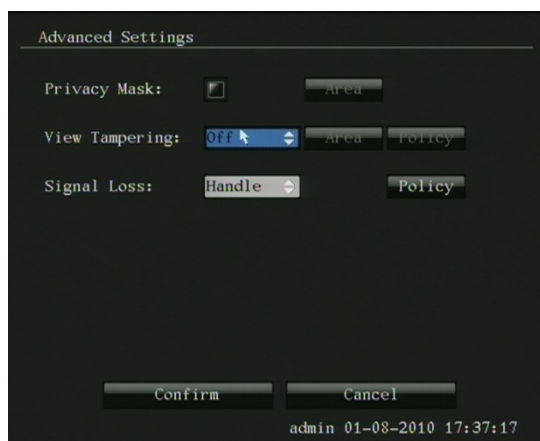 Advanced Settings
Privacy Mask: Area
View Tampering: Off Area Policy
Signal Loss: Handle Policy
Confirm Cancel
admin 01-08-2010 17:37:17